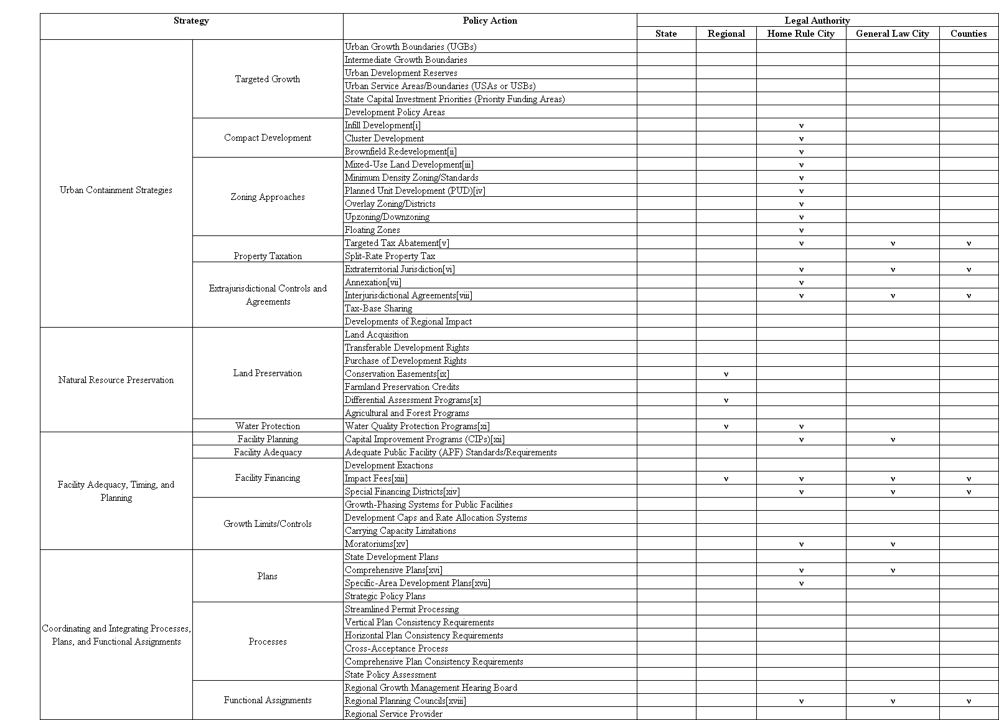 Strategy Policy Action Legal Authority
State Regional Home Rule City General Law City Counties
Urban Growth Boundaries (UGBs)
Intermediate Growth Boundaries
Urban Development Reserves
Targeted Growth
Urban Service Areas/Boundaries (USAs or USBs)
State Capital Investment Priorities (Priority Funding Areas)
Development Policy Areas
Infill Development[i] ν
Compact Development Cluster Development ν
Brownfield Redevelopment[ii] ν
Mixed-Use Land Development[iii] ν
Minimum Density Zoning/Standards ν
Urban Containment Strategies Planned Unit Development (PUD)[iv] ν
Zoning Approaches
Overlay Zoning/Districts ν
Upzoning/Downzoning ν
Floating Zones ν
Targeted Tax Abatement[v] ν ν ν
Property Taxation Split-Rate Property Tax
Extraterritorial Jurisdiction[vi] ν ν ν
Annexation[vii] ν
Extrajurisdictional Controls and
Agreements
Interjurisdictional Agreements[viii] ν ν ν
Tax-Base Sharing
Developments of Regional Impact
Land Acquisition
Transferable Development Rights
Purchase of Development Rights
Land Preservation Conservation Easements[ix] ν
Natural Resource Preservation
Farmland Preservation Credits
Differential Assessment Programs[x] ν
Agricultural and Forest Programs
Water Protection Water Quality Protection Programs[xi] ν ν
Facility Planning Capital Improvement Programs (CIPs)[xii] ν ν
Facility Adequacy Adequate Public Facility (APF) Standards/Requirements
Development Exactions
Facility Financing Impact Fees[xiii] ν ν ν ν
Facility Adequacy, Timing, and
Planning
Special Financing Districts[xiv] ν ν ν
Growth-Phasing Systems for Public Facilities
Development Caps and Rate Allocation Systems
Growth Limits/Controls
Carrying Capacity Limitations
Moratoriums[xv] ν ν
State Development Plans
Comprehensive Plans[xvi] ν ν
Plans
Specific-Area Development Plans[xvii] ν
Strategic Policy Plans
Streamlined Permit Processing
Vertical Plan Consistency Requirements
Coordinating and Integrating Processes,
Plans, and Functional Assignments
Horizontal Plan Consistency Requirements
Processes
Cross-Acceptance Process
Comprehensive Plan Consistency Requirements
State Policy Assessment
Regional Growth Management Hearing Board
Functional Assignments Regional Planning Councils[xviii] ν ν ν
Regional Service Provider